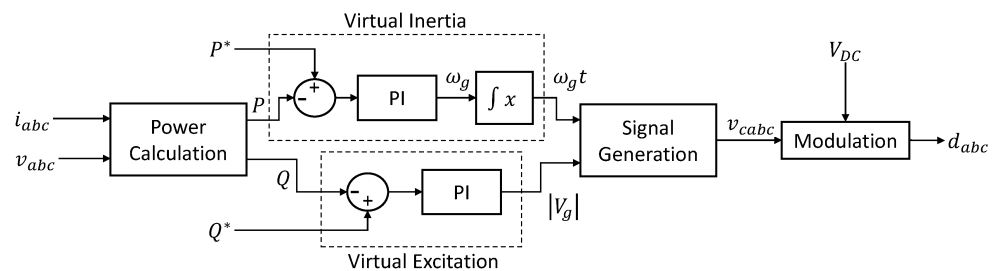 Virtual Inertia
P*
V_DC
+
-
PI
ω_g
∫ x
ω_g t
P
i_abc
Power
Calculation
v_abc
Signal
Generation
v_cabc
Modulation
d_abc
Q
-
+
PI
|V_g|
Q*
Virtual Excitation